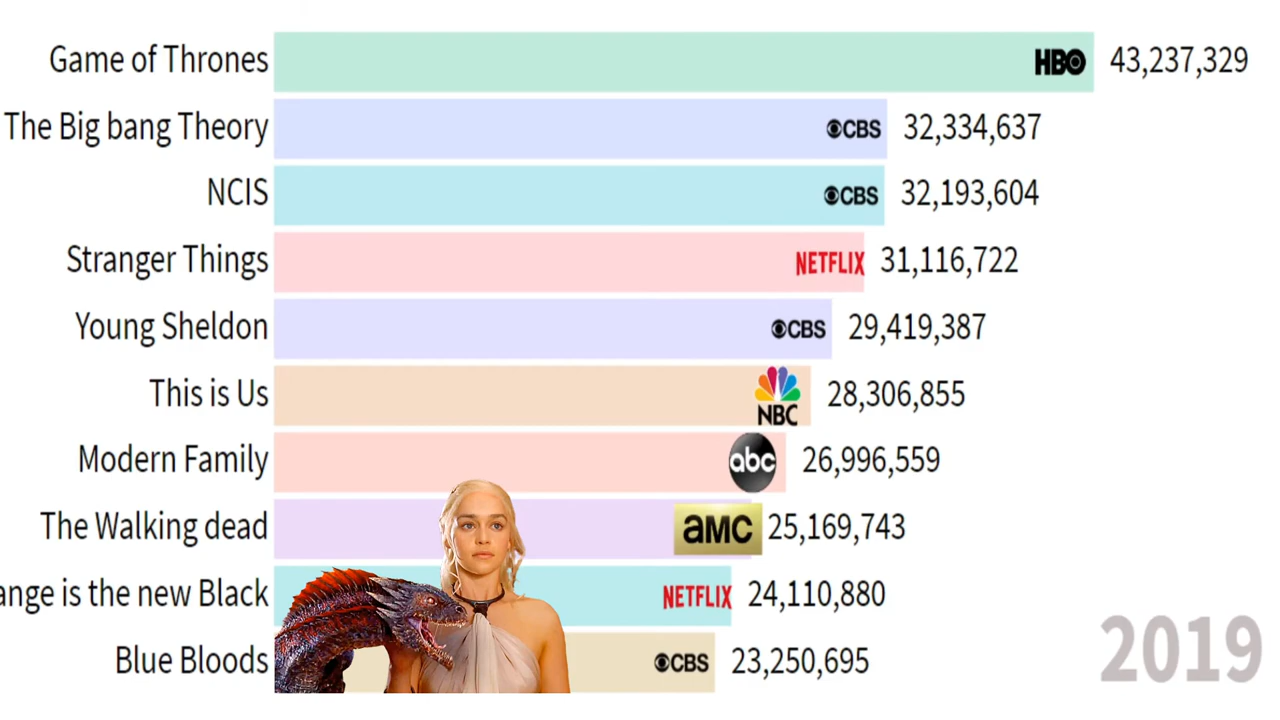 Game of Thrones HBO 43,237,329
The Big bang Theory CBS 32,334,637
NCIS CBS 32,193,604
Stranger Things NETFLIX 31,116,722
Young Sheldon CBS 29,419,387
This is Us NBC 28,306,855
Modern Family abc 26,996,559
The Walking dead aMC 25,169,743
ange is the new Black NETFLIX 24,110,880
Blue Bloods CBS 23,250,695
2019